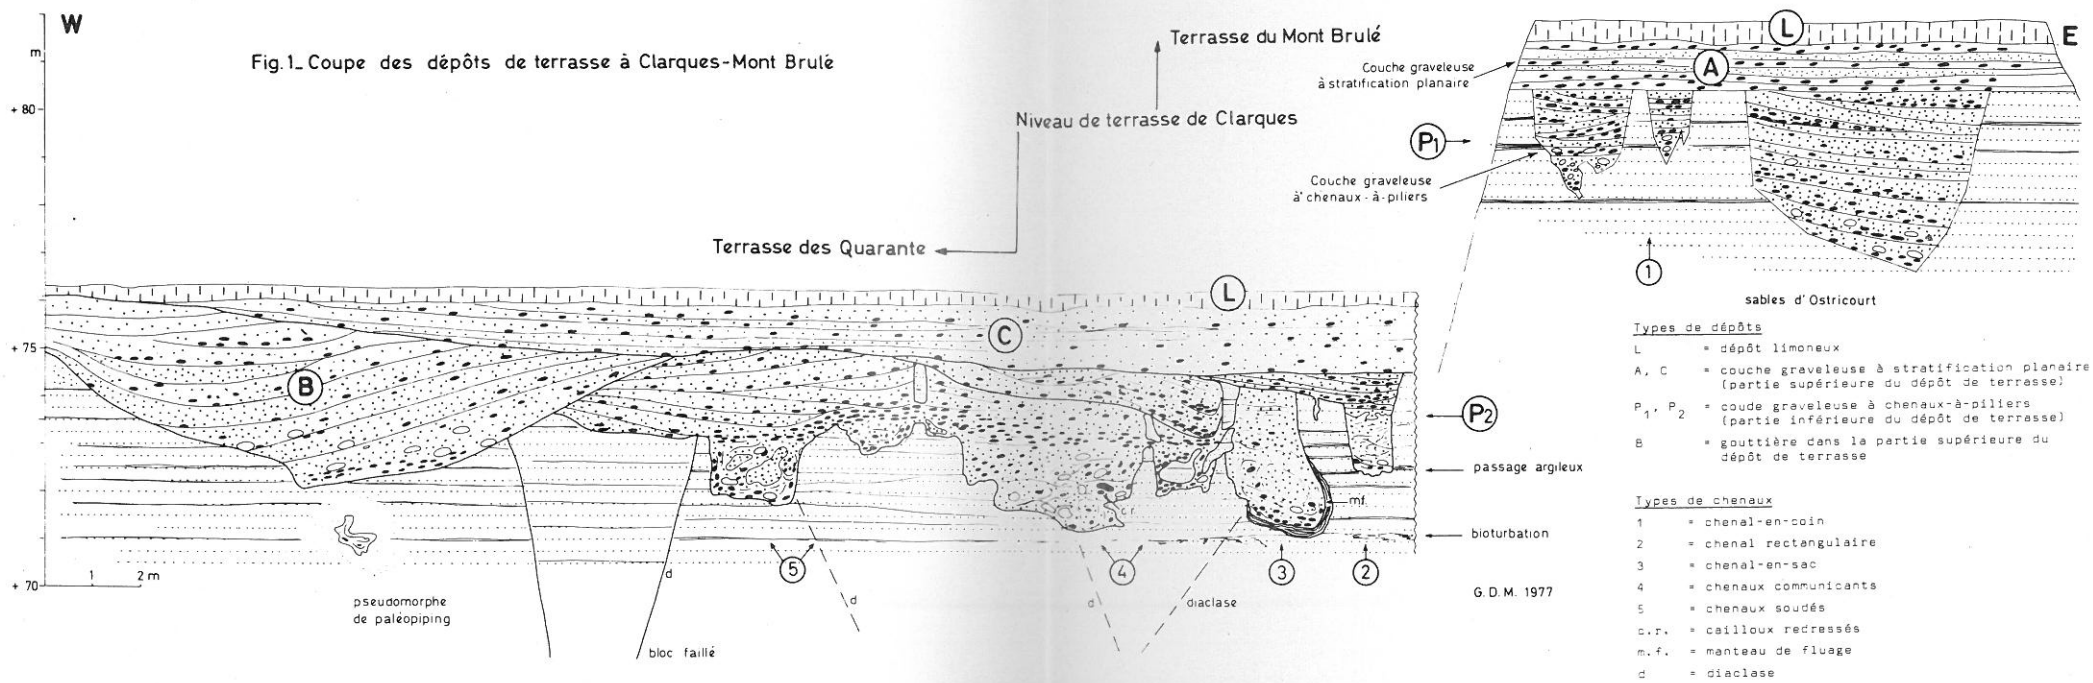 W
m
Fig.1_Coupe des dépôts de terrasse à Clarques-Mont Brulé
Terrasse du Mont Brulé
L
E
Couche graveleuse
à stratification planaire
A
+ 80
Niveau de terrasse de Clarques
P1
Couche graveleuse
à chenaux-à-piliers
Terrasse des Quarante
1
L
sables d'Ostricourt
C
+ 75
B
P2
passage argileux
mf.
c.r.
bioturbation
5
4
3
2
+ 70
1 2 m
d
d
d
diaclase
pseudomorphe
de paléopiping
bloc faillé
G.D.M. 1977
Types de dépôts
L = dépôt limoneux
A, C = couche graveleuse à stratification planaire
(partie supérieure du dépôt de terrasse)
P1, P2 = coude graveleuse à chenaux-à-piliers
(partie inférieure du dépôt de terrasse)
B = gouttière dans la partie supérieure du
dépôt de terrasse
Types de chenaux
1 = chenal-en-coin
2 = chenal rectangulaire
3 = chenal-en-sac
4 = chenaux communicants
5 = chenaux soudés
c.r. = cailloux redressés
m.f. = manteau de fluage
d = diaclase